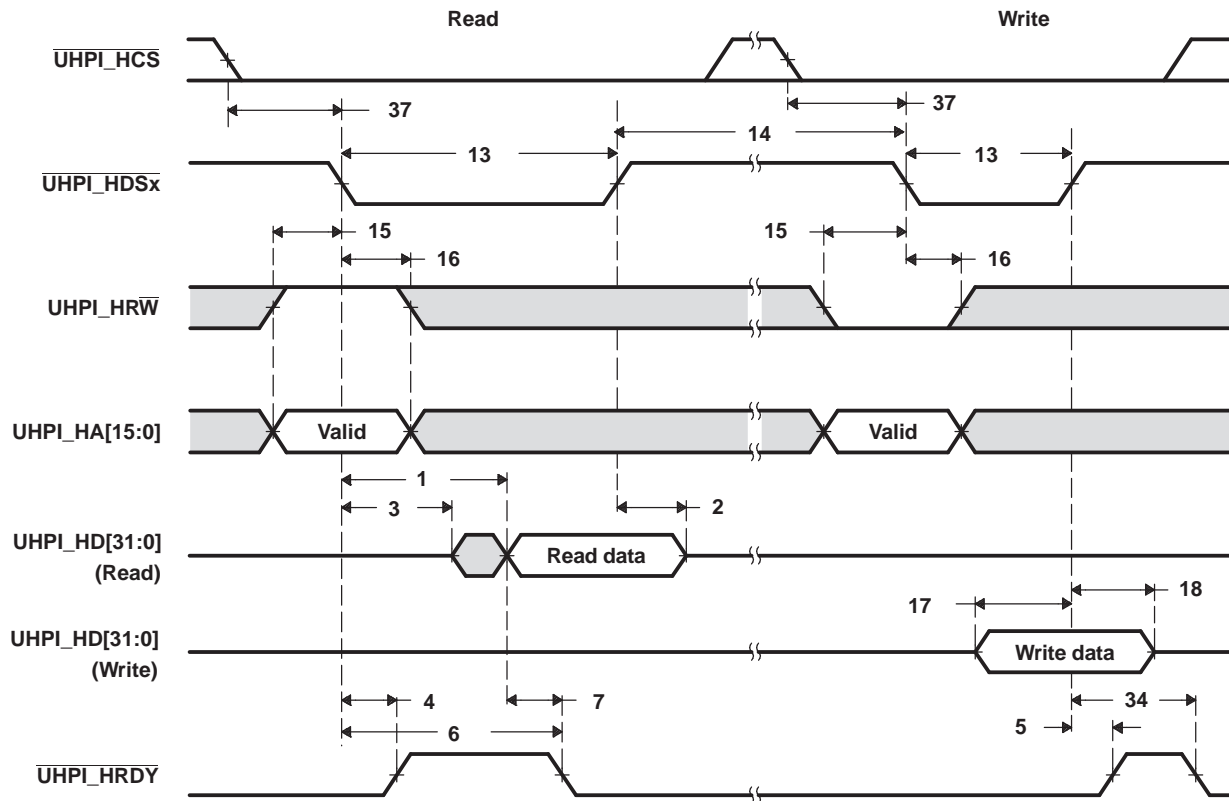 Read Write
UHPI_HCS
37 37
14
13 13
UHPI_HDSx
15 15
16 16
UHPI_HRW
UHPI_HA[15:0] Valid Valid
1
3 2
UHPI_HD[31:0]
(Read)
Read data
17 18
UHPI_HD[31:0]
(Write)
Write data
4 7 34
6 5
UHPI_HRDY